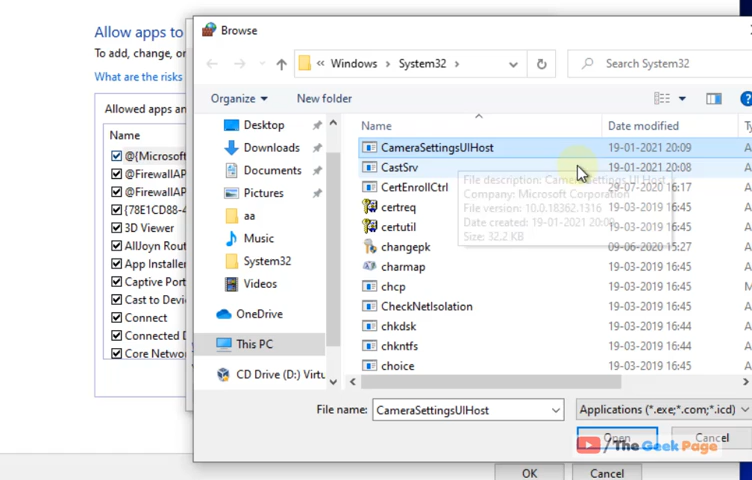 Allow apps to
To add, change, or
What are the risks
Allowed apps an
Name
@{Microsoft
@FirewallAP
@FirewallAP
{78E1CD88-4
3D Viewer
AllJoyn Rout
App Installer
Captive Port
Cast to Devic
Connect
Connected D
Core Networ
Browse
Windows
System32
Search System32
Organize
New folder
Desktop
Downloads
Documents
Pictures
aa
Music
System32
Videos
OneDrive
This PC
CD Drive (D:) Virtu
Name Date modified Ty
CameraSettingsUIHost 19-01-2021 20:09 A
CastSrv 19-01-2021 20:08 A
CertEnrollCtrl 29-07-2020 16:17 A
certreq 19-03-2019 16:45 A
certutil 19-03-2019 16:45 A
changepk 09-06-2020 15:27 A
charmap 19-03-2019 16:45 A
chcp 19-03-2019 16:45 A
CheckNetIsolation 19-03-2019 16:45 A
chkdsk 19-03-2019 16:44 A
chkntfs 19-03-2019 16:44 A
choice 19-03-2019 16:45 A
File description: Camera Settings UI Host
Company: Microsoft Corporation
File version: 10.0.18362.1316
Date created: 19-01-2021 20:09
Size: 32.2 KB
File name: CameraSettingsUIHost
Applications (*.exe;*.com;*.icd)
Open
Cancel
/ The Geek Page
OK
Cancel